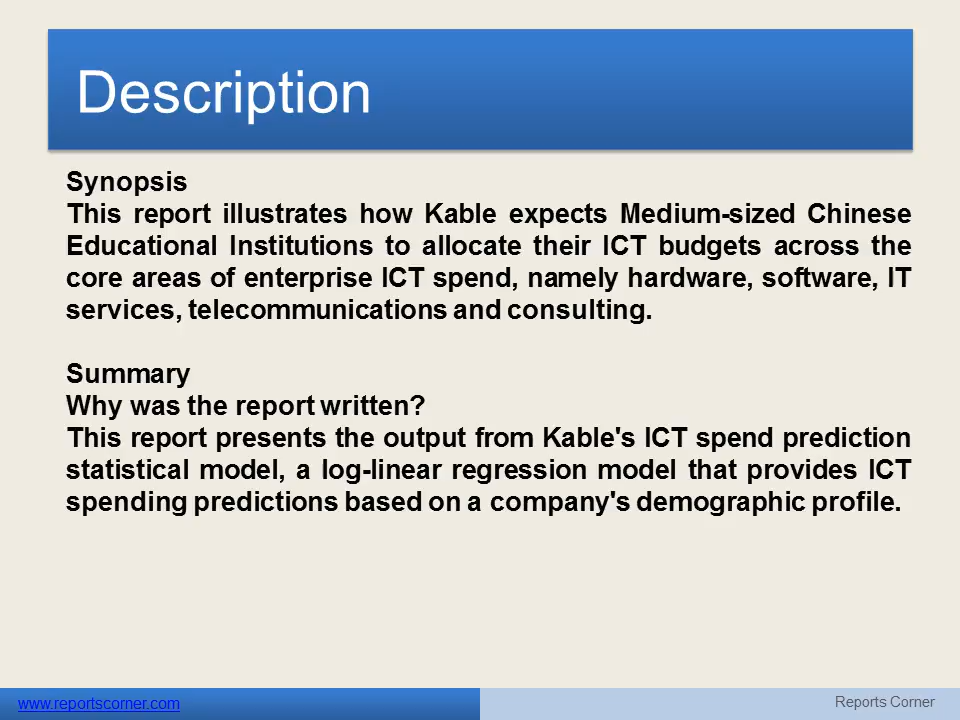 Description
Synopsis
This report illustrates how Kable expects Medium-sized Chinese
Educational Institutions to allocate their ICT budgets across the
core areas of enterprise ICT spend, namely hardware, software, IT
services, telecommunications and consulting.
Summary
Why was the report written?
This report presents the output from Kable's ICT spend prediction
statistical model, a log-linear regression model that provides ICT
spending predictions based on a company's demographic profile.
www.reportscorner.com
Reports Corner